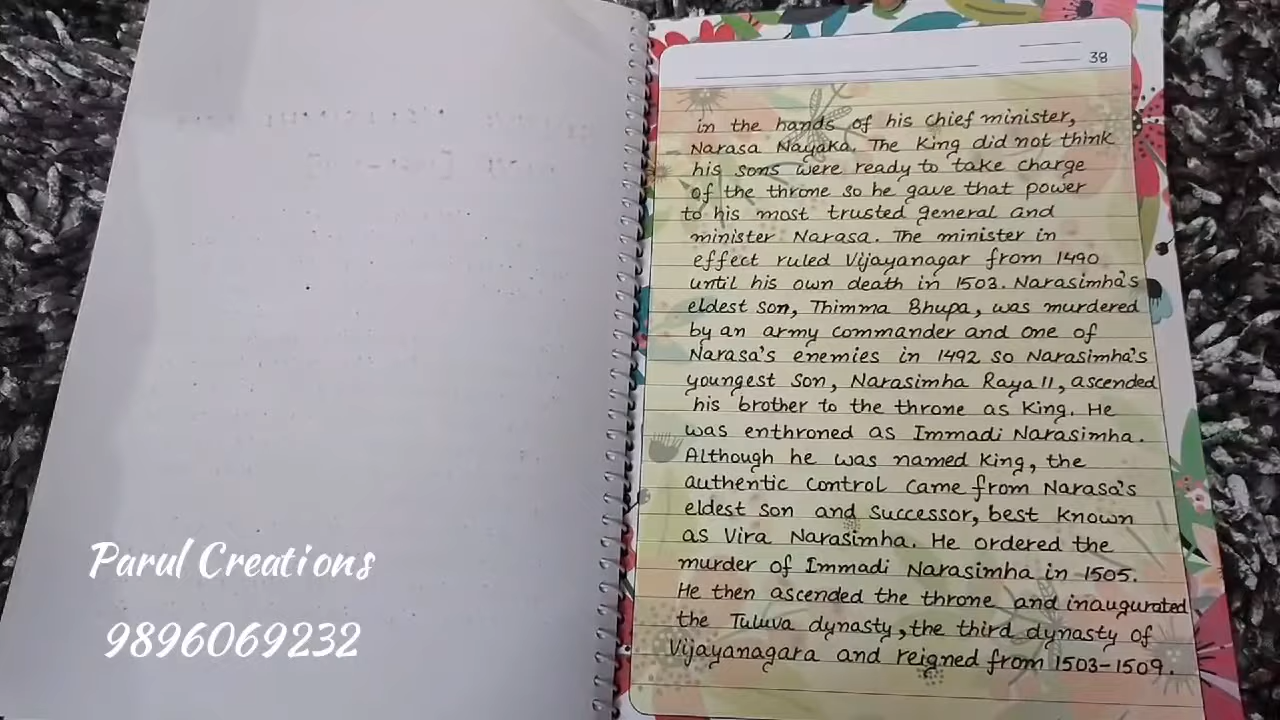 38
in the hands of his chief minister,
Narasa Nayaka. The King did not think
his sons were ready to take charge
of the throne so he gave that power
to his most trusted general and
minister Narasa. The minister in
effect ruled Vijayanagar from 1490
until his own death in 1503. Narasimha's
eldest son, Thimma Bhupa, was murdered
by an army commander and one of
Narasa's enemies in 1492 so Narasimha's
youngest son, Narasimha Raya II, ascended
his brother to the throne as King. He
was enthroned as Immadi Narasimha.
Although he was named King, the
authentic control came from Narasa's
eldest son and successor, best known
as Vira Narasimha. He ordered the
murder of Immadi Narasimha in 1505.
He then ascended the throne and inaugurated
the Tuluva dynasty, the third dynasty of
Vijayanagara and reigned from 1503-1509.
Parul Creations
9896069232